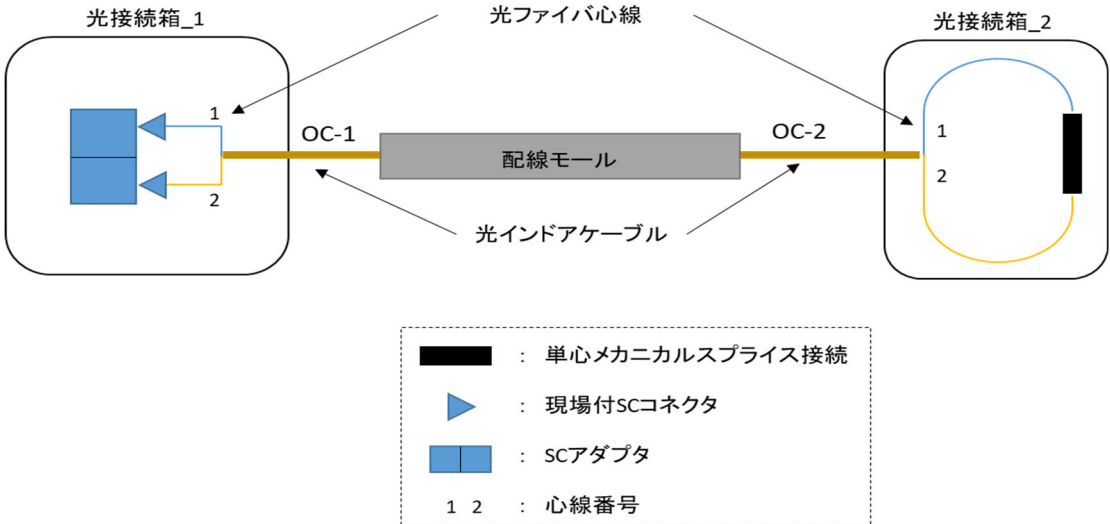 光接続箱_1
光ファイバ心線
光接続箱_2
1
2
OC-1
配線モール
OC-2
1
2
光インドアケーブル
： 単心メカニカルスプライス接続
： 現場付SCコネクタ
： SCアダプタ
1 2 ： 心線番号